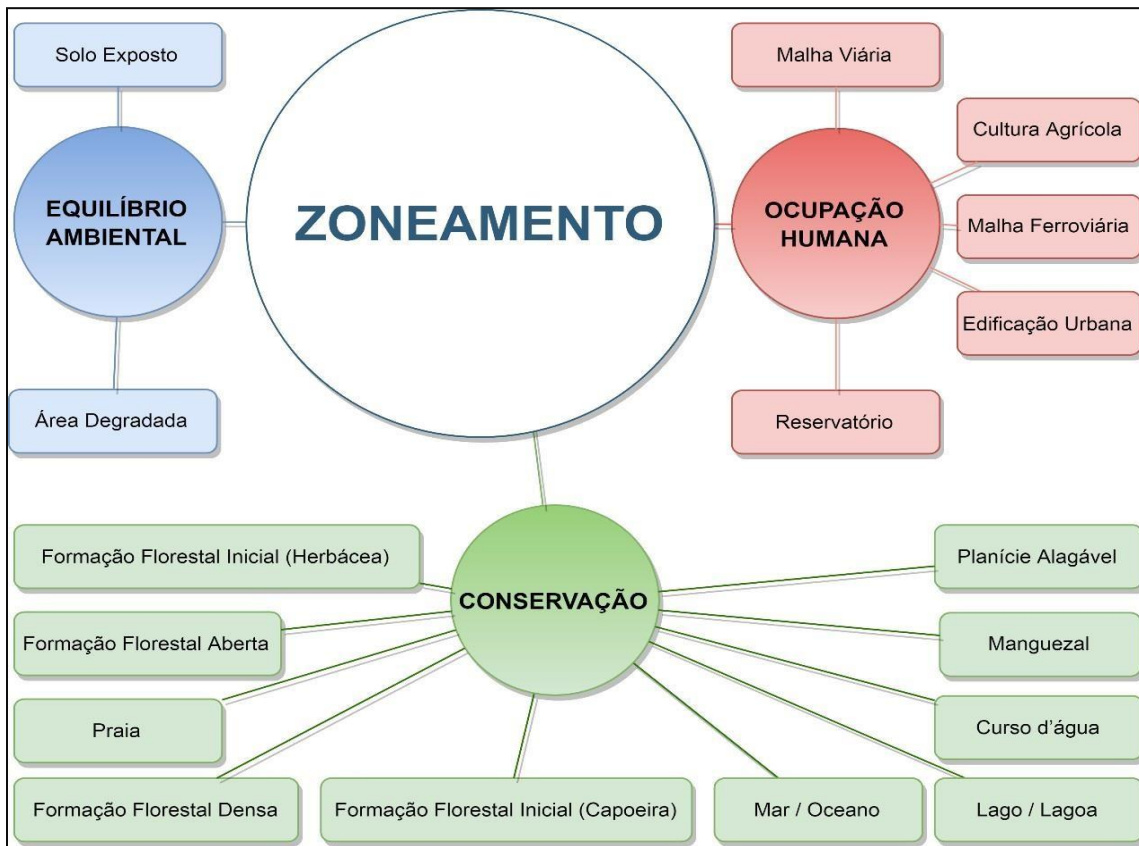 Solo Exposto
EQUILÍBRIO
AMBIENTAL
Área Degradada
ZONEAMENTO
Malha Viária
Cultura Agrícola
OCUPAÇÃO
HUMANA
Malha Ferroviária
Edificação Urbana
Reservatório
CONSERVAÇÃO
Formação Florestal Inicial (Herbácea)
Formação Florestal Aberta
Praia
Formação Florestal Densa
Formação Florestal Inicial (Capoeira)
Mar / Oceano
Lago / Lagoa
Curso d’água
Manguezal
Planície Alagável